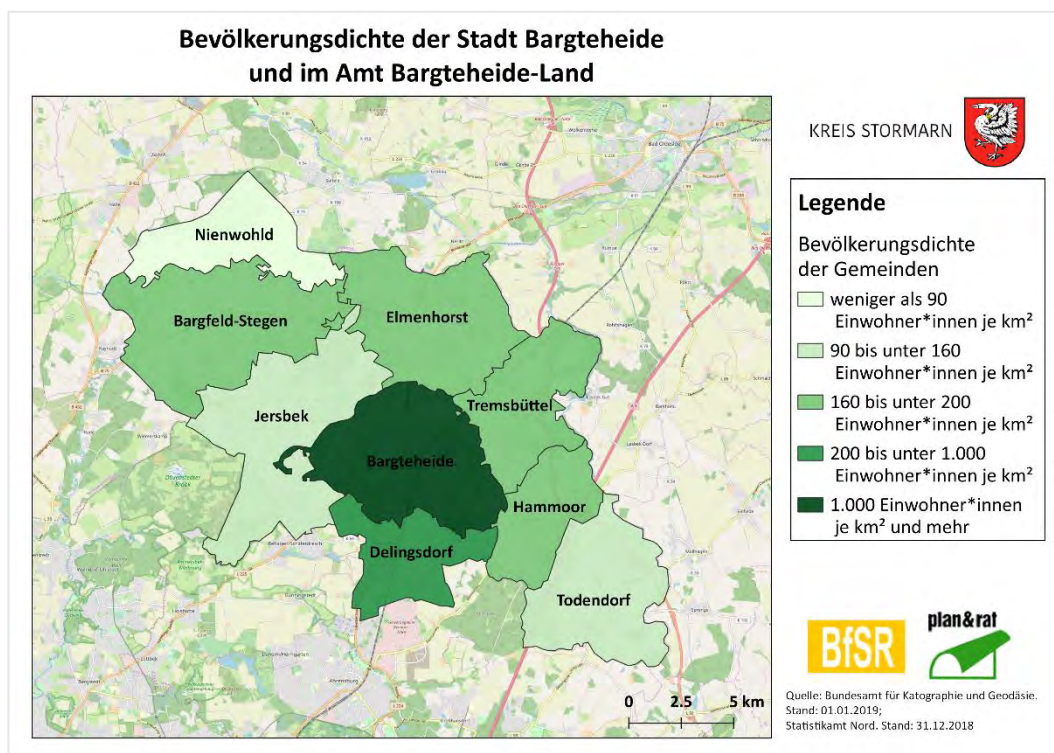 Bevölkerungsdichte der Stadt Bargteheide
und im Amt Bargteheide-Land
KREIS STORMARN
Nienwohld
Bargfeld-Stegen
Elmenhorst
Jersbek
Tremsbüttel
Bargteheide
Hammoor
Delingsdorf
Todendorf
0 2.5 5 km
Legende
Bevölkerungsdichte
der Gemeinden
weniger als 90
Einwohner*innen je km²
90 bis unter 160
Einwohner*innen je km²
160 bis unter 200
Einwohner*innen je km²
200 bis unter 1.000
Einwohner*innen je km²
1.000 Einwohner*innen
je km² und mehr
BfSR
plan&rat
Quelle: Bundesamt für Katographie und Geodäsie.
Stand: 01.01.2019;
Statistikamt Nord. Stand: 31.12.2018